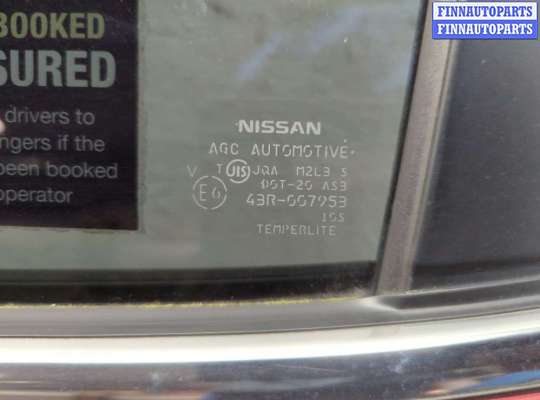 FINNAUTOPARTS
FINNAUTOPARTS
BOOKED
SURED
drivers to
ngers if the
been booked
operator
NISSAN
AGC AUTOMOTIVE
V T JIS JQA M2L3 S
DOT-20 AS3
E6 43R-007953
TEMPERLITE